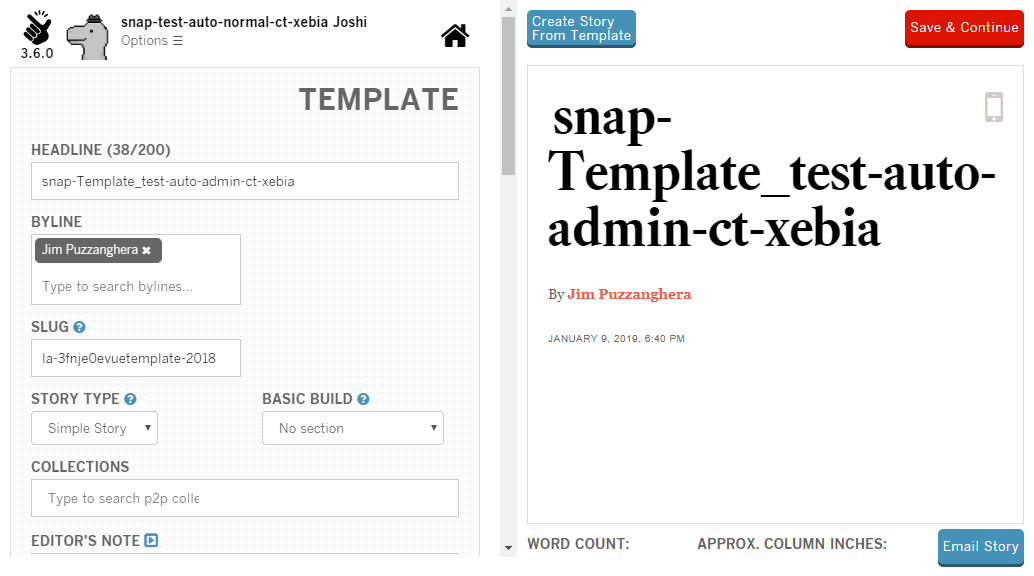 snap-test-auto-normal-ct-xebia Joshi
Options ☰
3.6.0
TEMPLATE
HEADLINE (38/200)
snap-Template_test-auto-admin-ct-xebia
BYLINE
Jim Puzzanghera ✖
Type to search bylines...
SLUG
la-3fnje0evuetemplate-2018
STORY TYPE
BASIC BUILD
Simple Story
No section
COLLECTIONS
Type to search p2p colle
EDITOR'S NOTE
Create Story
From Template
Save & Continue
snap-
Template_test-auto-
admin-ct-xebia
By Jim Puzzanghera
JANUARY 9, 2019, 6:40 PM
WORD COUNT:
APPROX. COLUMN INCHES:
Email Story